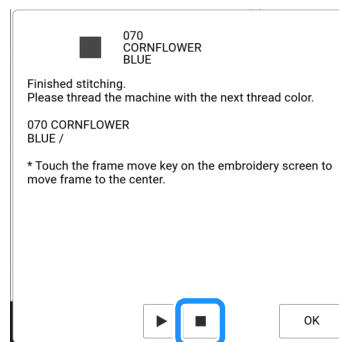 070
CORNFLOWER
BLUE
Finished stitching.
Please thread the machine with the next thread color.
070 CORNFLOWER
BLUE /
* Touch the frame move key on the embroidery screen to
move frame to the center.
OK